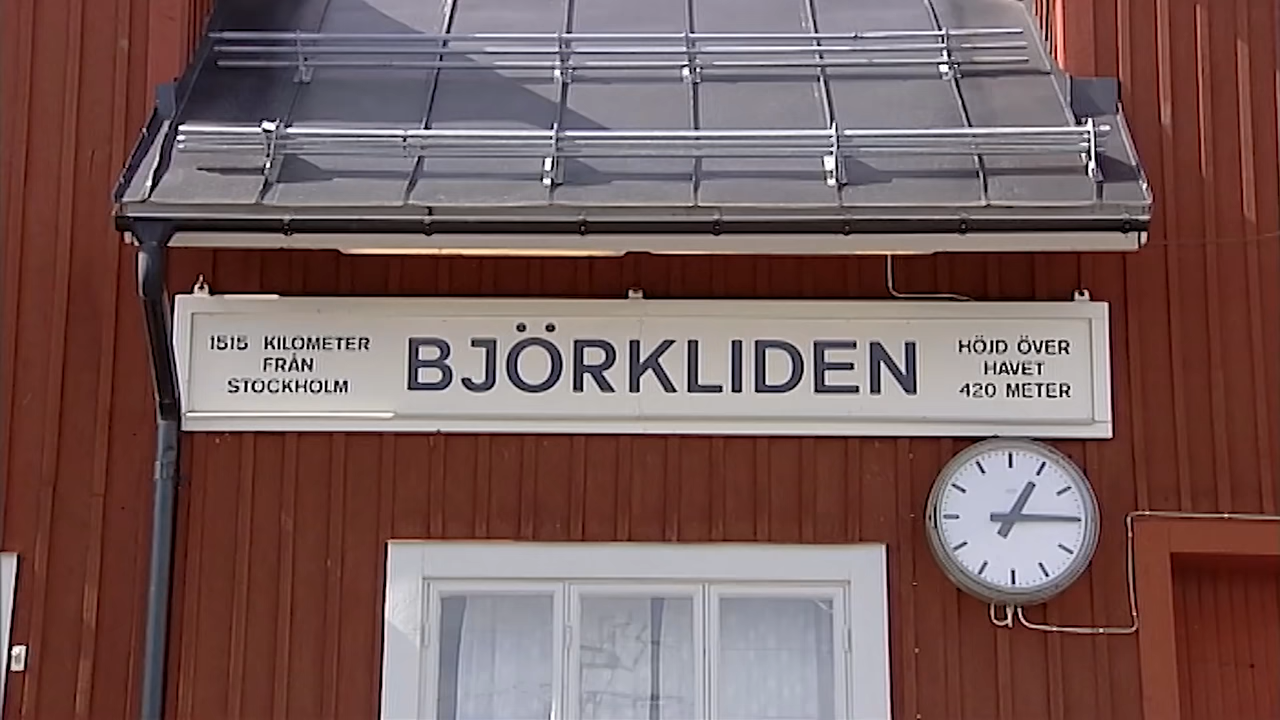 1515 KILOMETER
FRÅN
STOCKHOLM
BJÖRKLIDEN
HÖJD ÖVER
HAVET
420 METER